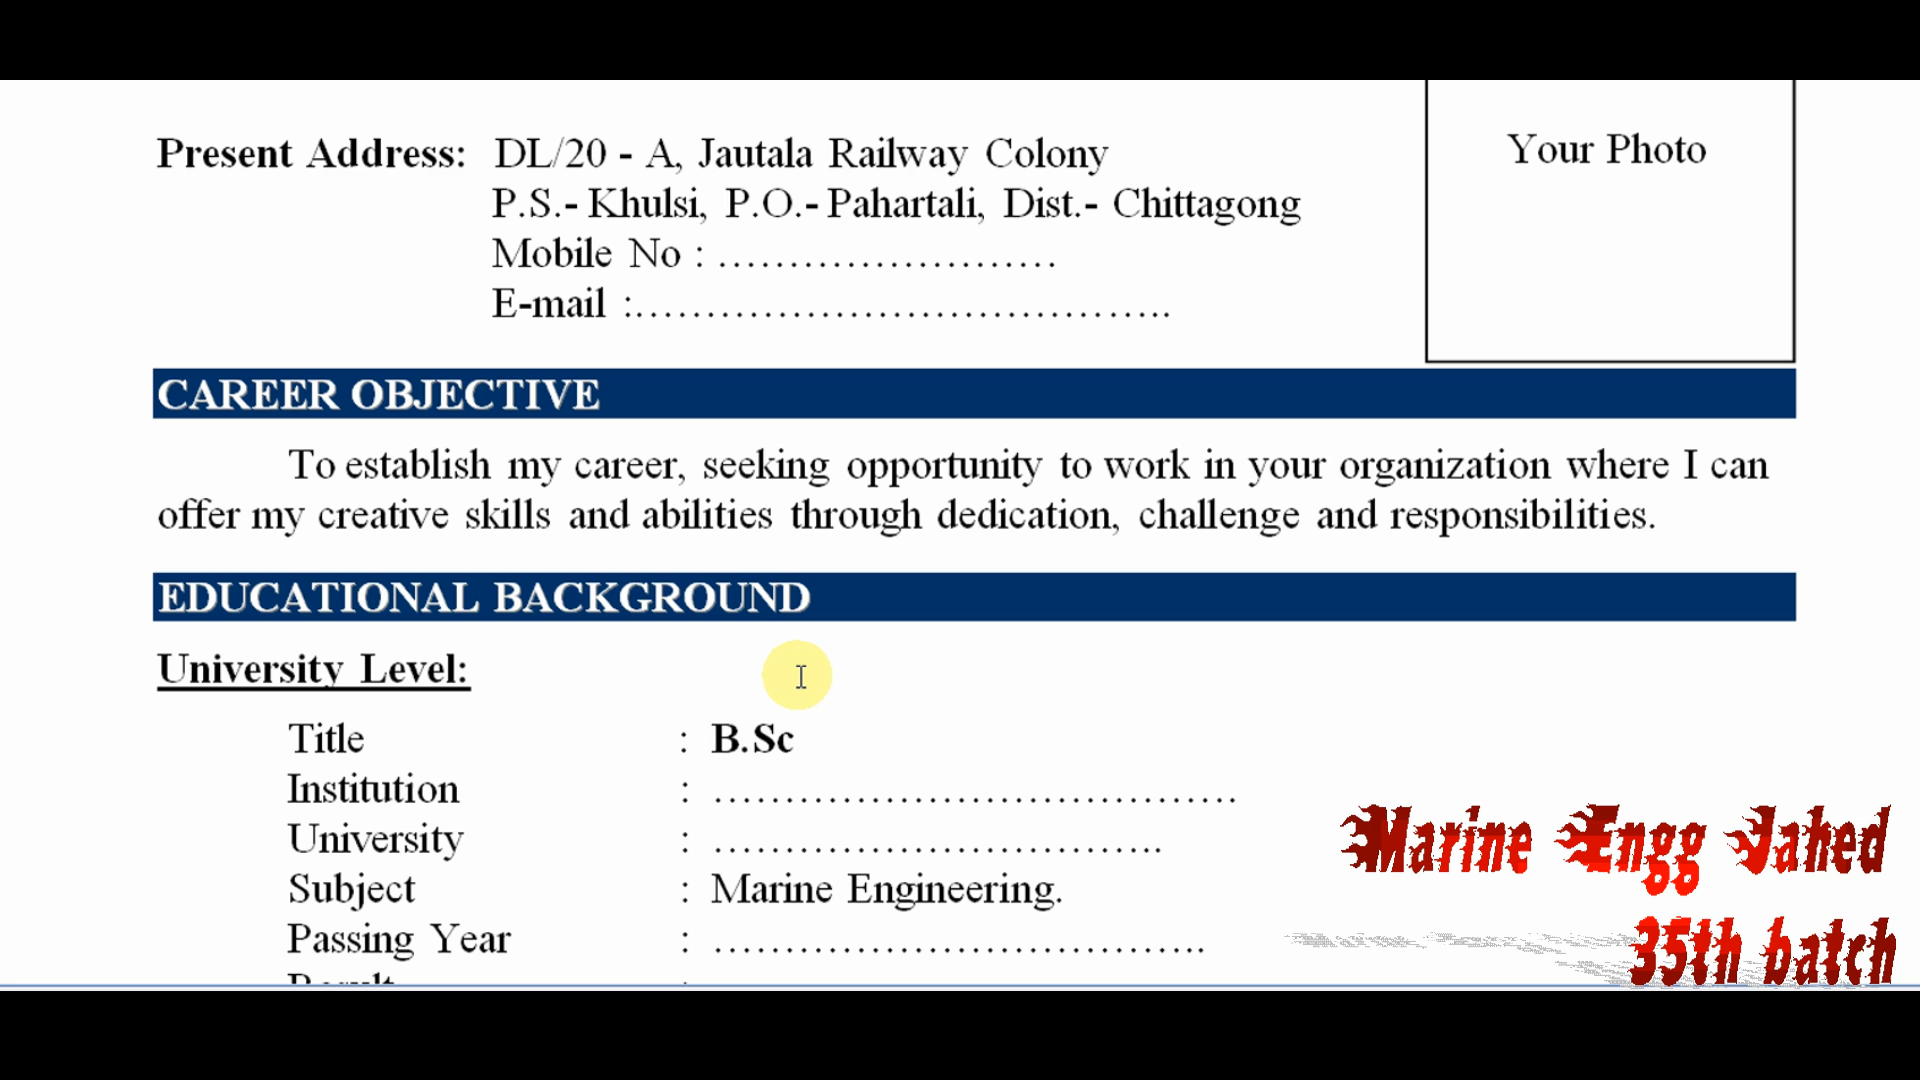 Your Photo
Present Address: DL/20 - A, Jautala Railway Colony
P.S.- Khulsi, P.O.- Pahartali, Dist.- Chittagong
Mobile No : ……………………
E-mail :………………………………..
CAREER OBJECTIVE
To establish my career, seeking opportunity to work in your organization where I can
offer my creative skills and abilities through dedication, challenge and responsibilities.
EDUCATIONAL BACKGROUND
University Level:
Title : B.Sc
Institution : ……………………………….
University : …………………………..
Subject : Marine Engineering.
Passing Year : ……………………………..
Result :
Marine Engg Jahed
35th batch